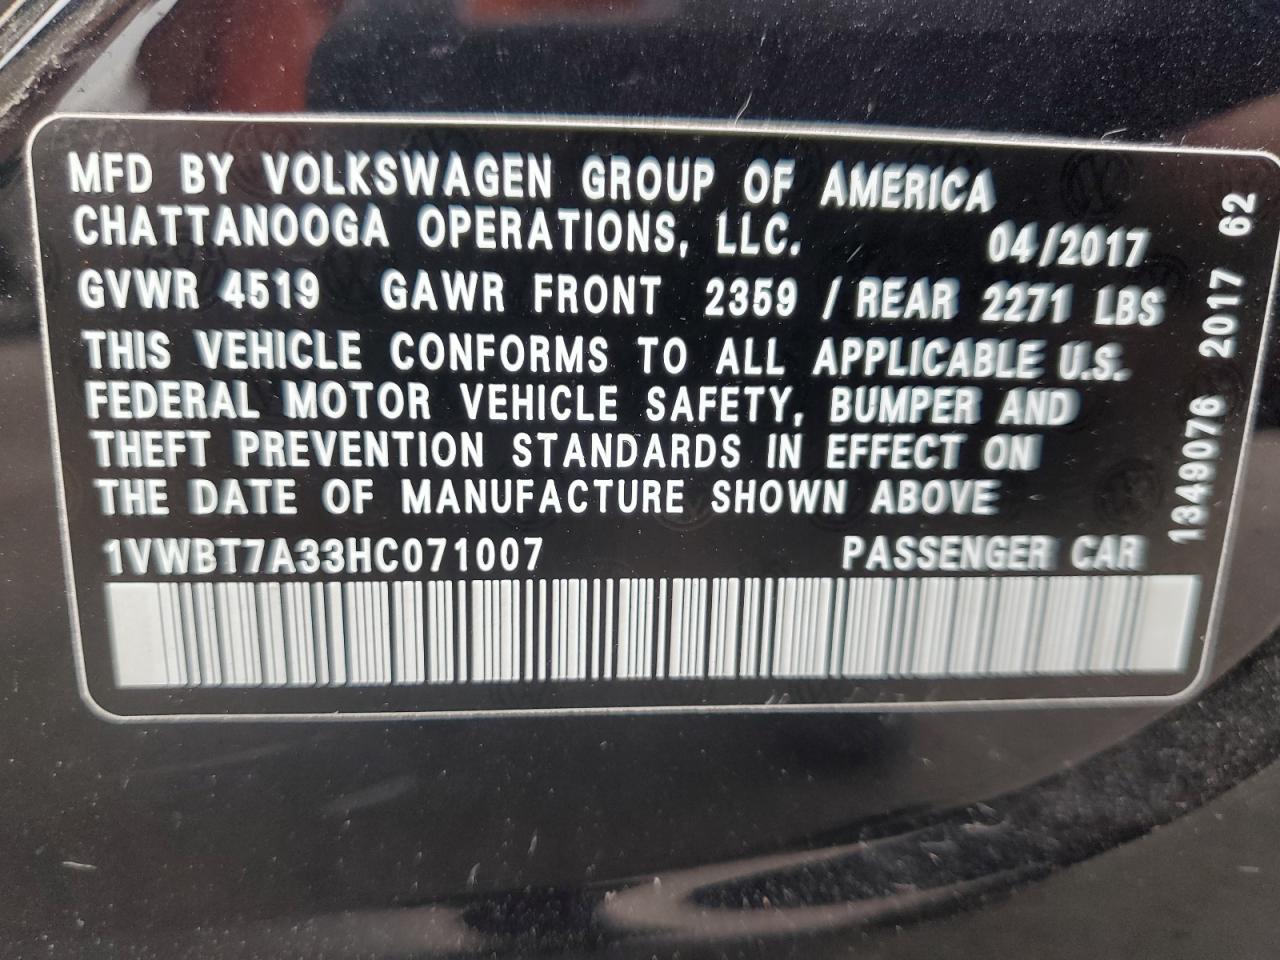 MFD BY VOLKSWAGEN GROUP OF AMERICA
CHATTANOOGA OPERATIONS, LLC. 04/2017
GVWR 4519 GAWR FRONT 2359 / REAR 2271 LBS
THIS VEHICLE CONFORMS TO ALL APPLICABLE U.S.
FEDERAL MOTOR VEHICLE SAFETY, BUMPER AND
THEFT PREVENTION STANDARDS IN EFFECT ON
THE DATE OF MANUFACTURE SHOWN ABOVE
1VWBT7A33HC071007 PASSENGER CAR
1349076 2017 62